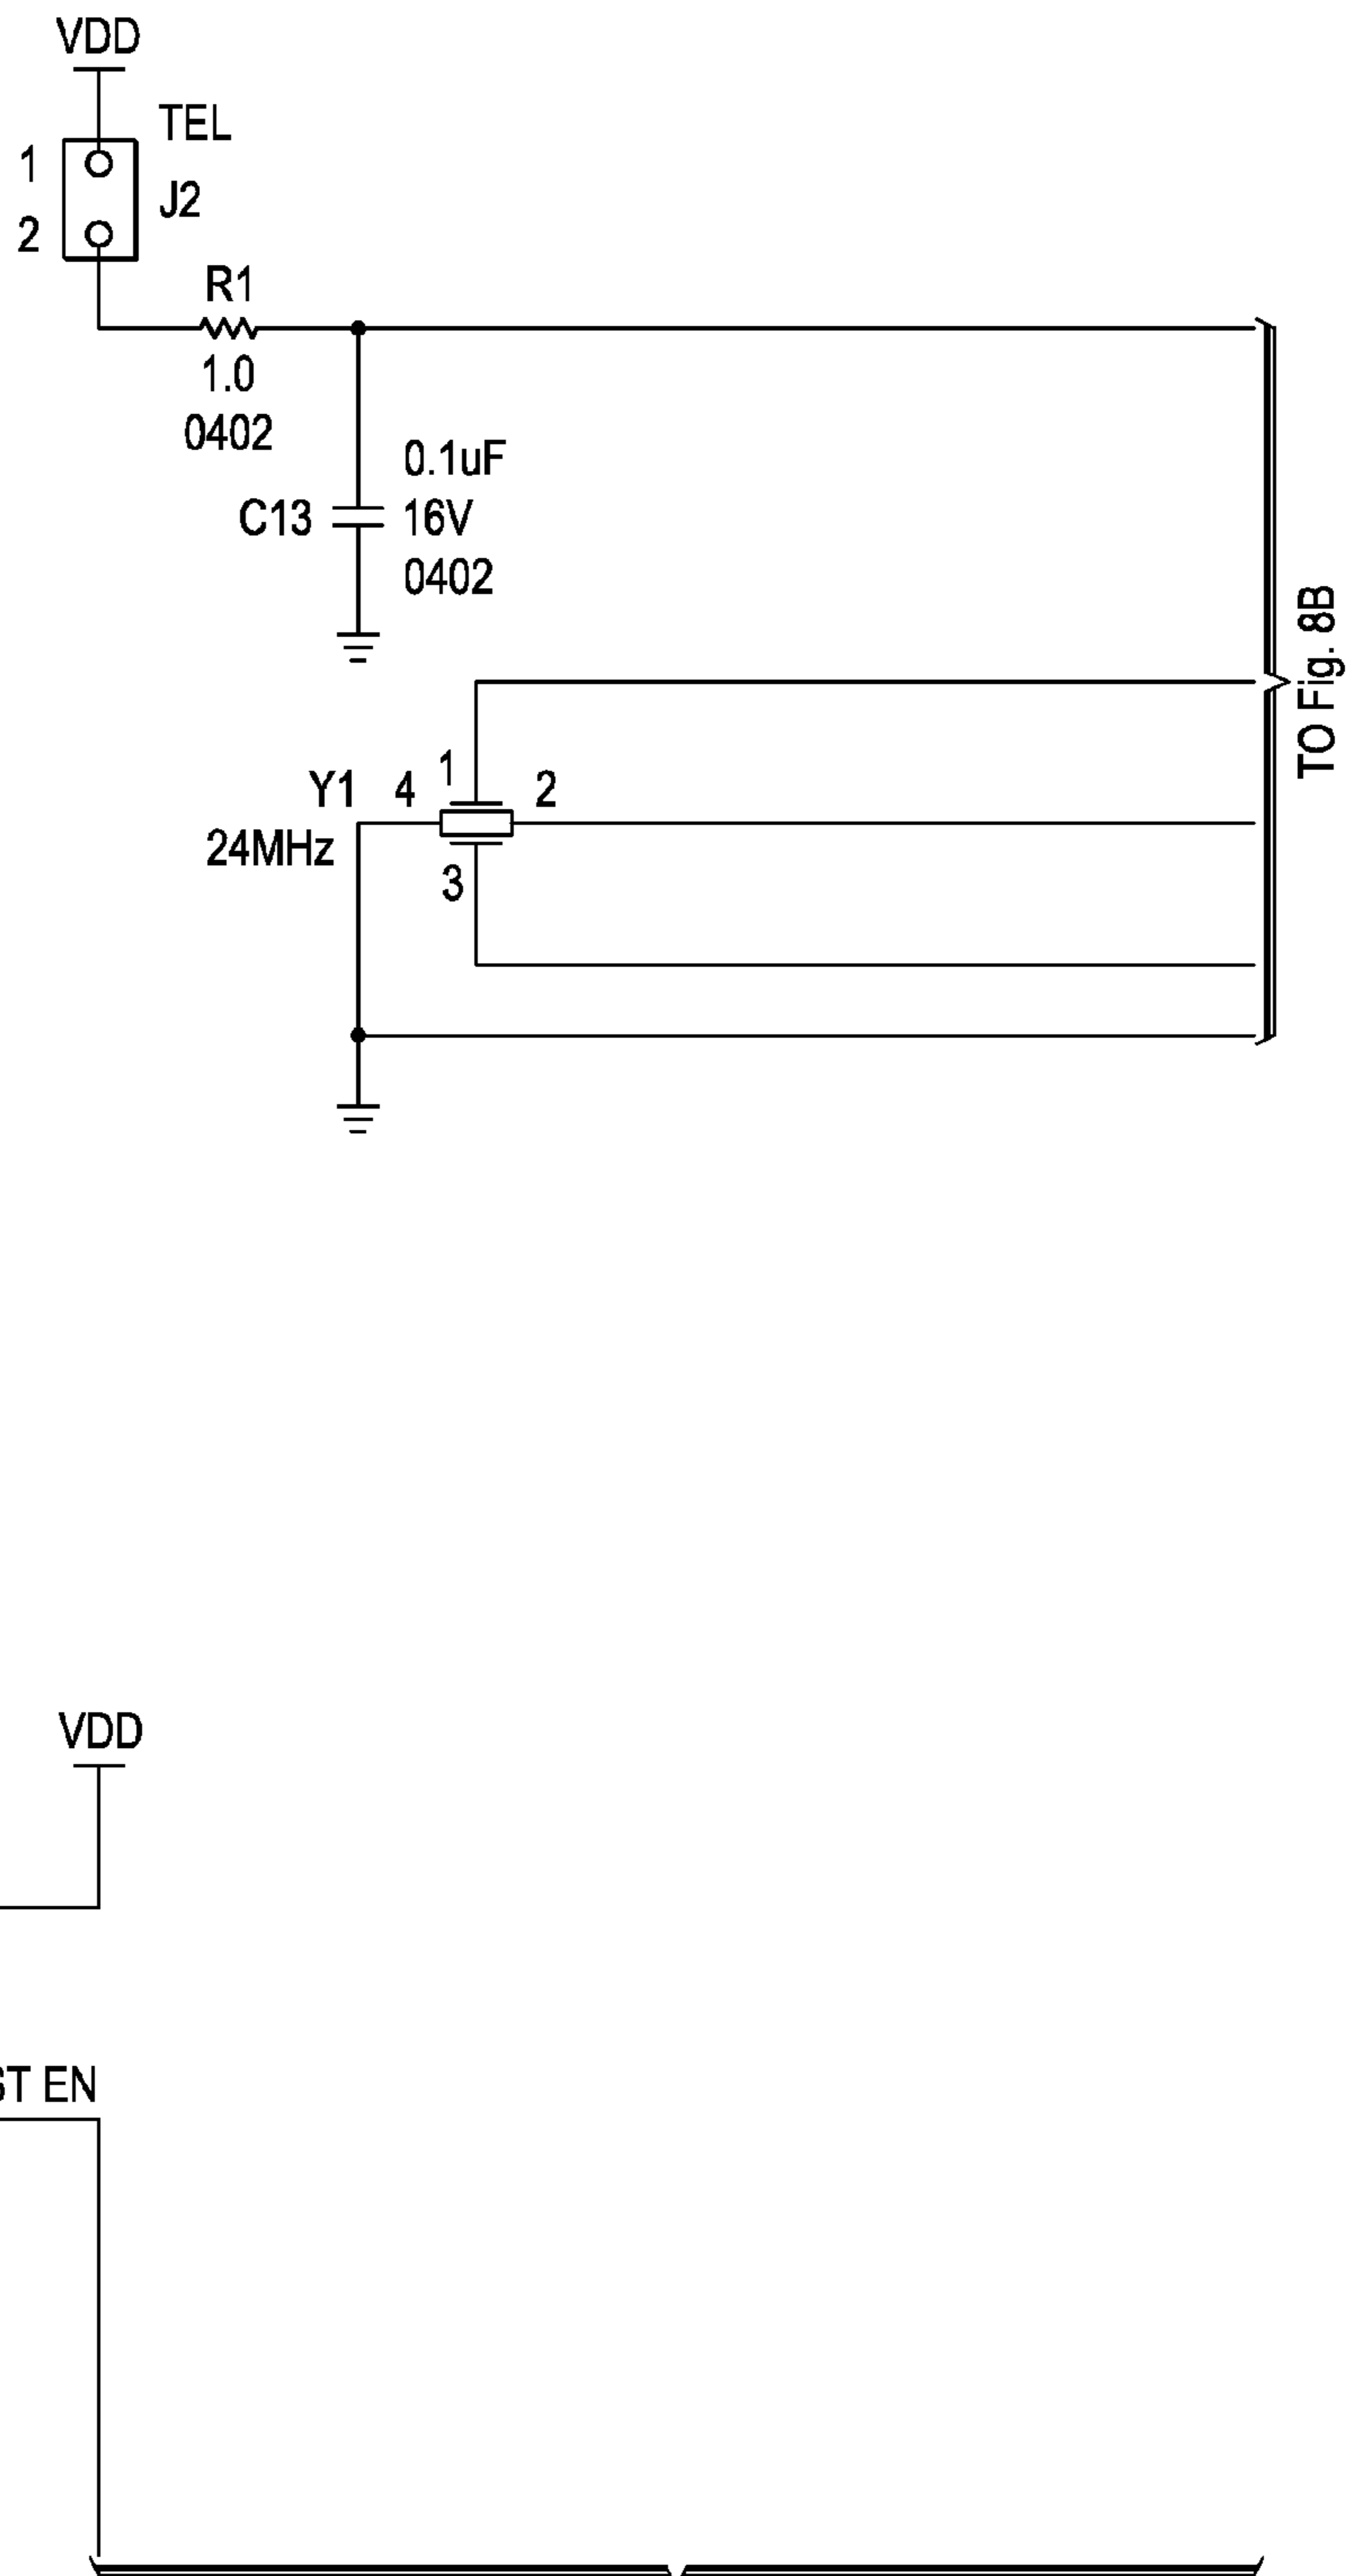 VDD
TEL
1
J2
2
R1
1.0
0402
0.1uF
C13
16V
0402
TO Fig. 8B
1
Y1
4
2
24MHz
3
VDD
EN